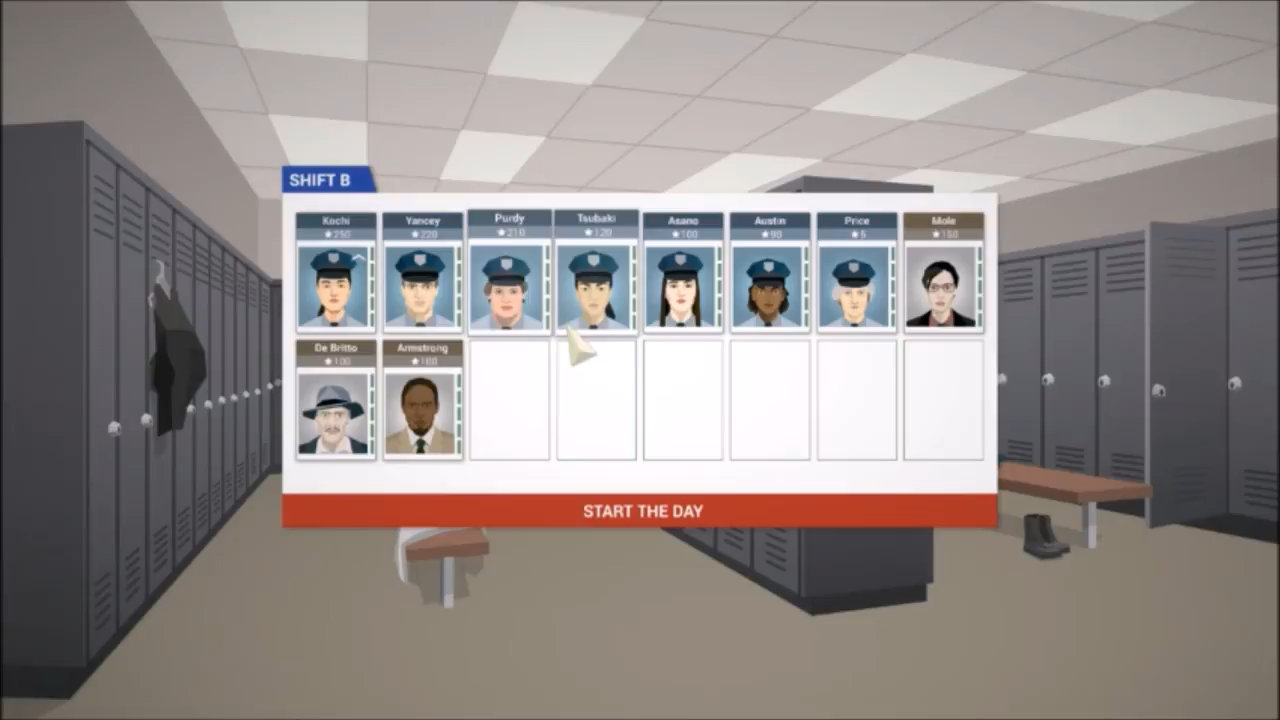 SHIFT B
Kochi Yancey Purdy Tsubaki Asano Austin Price Mole
★250 ★220 ★210 ★120 ★100 ★90 ★5 ★150
De Britto Armstrong
★100 ★160
START THE DAY